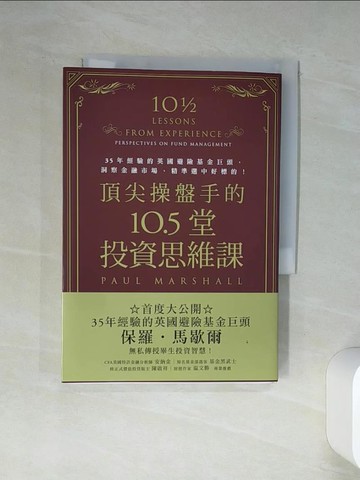 10½
LESSONS
FROM EXPERIENCE
PERSPECTIVES ON FUND MANAGEMENT
35年經驗的英國避險基金巨頭，
洞察金融市場，精準選中好標的！
頂尖操盤手的
10.5堂
投資思維課
PAUL MARSHALL
☆首度大公開☆
35年經驗的英國避險基金巨頭
保羅·馬歇爾
無私傳授畢生投資智慧！